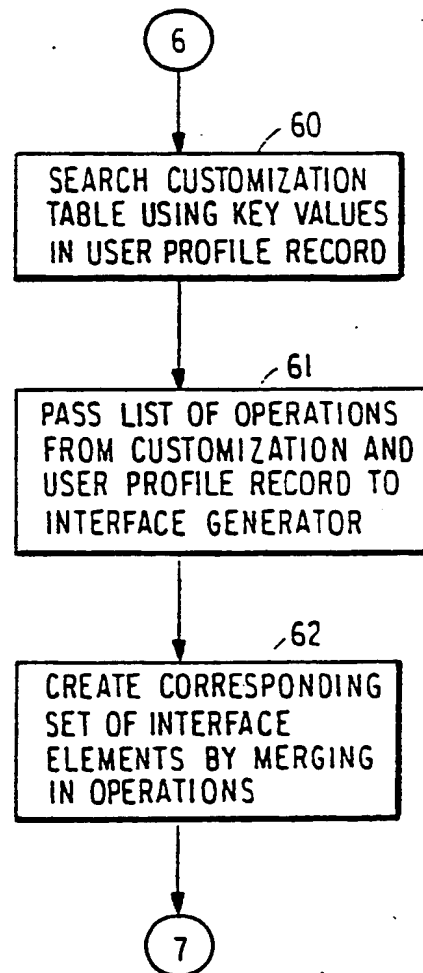 6
60
SEARCH CUSTOMIZATION
TABLE USING KEY VALUES
IN USER PROFILE RECORD
61
PASS LIST OF OPERATIONS
FROM CUSTOMIZATION AND
USER PROFILE RECORD TO
INTERFACE GENERATOR
62
CREATE CORRESPONDING
SET OF INTERFACE
ELEMENTS BY MERGING
IN OPERATIONS
7